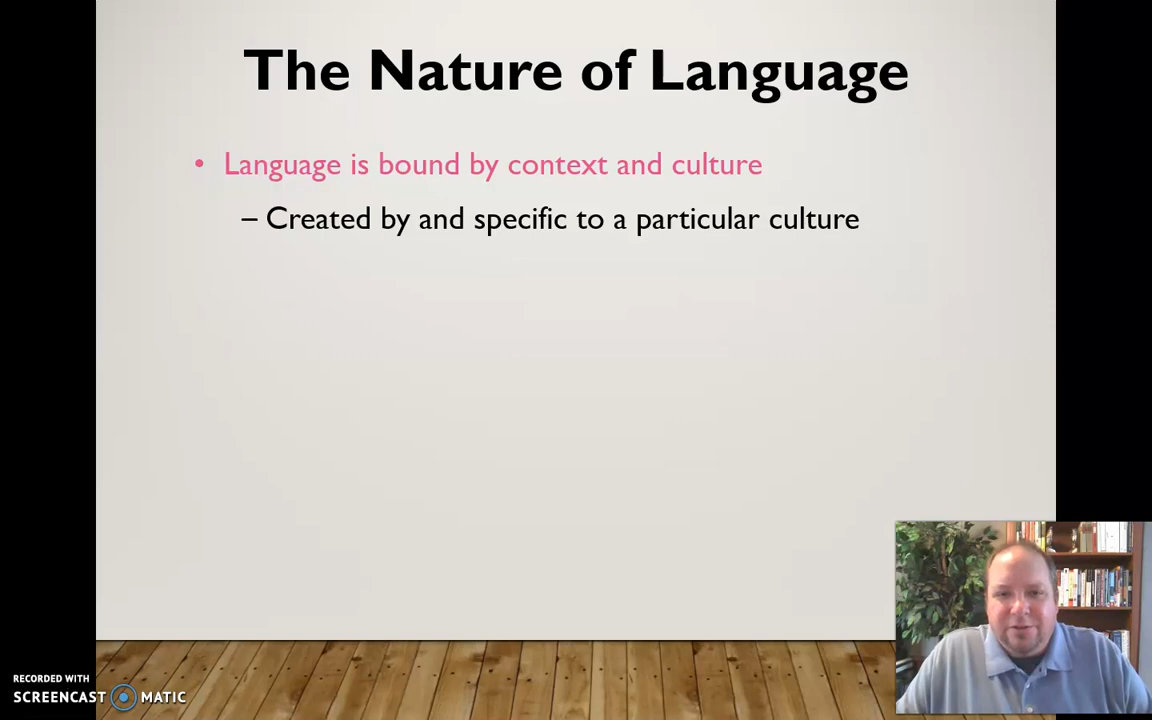 The Nature of Language
• Language is bound by context and culture
– Created by and specific to a particular culture
RECORDED WITH
SCREENCAST MATIC